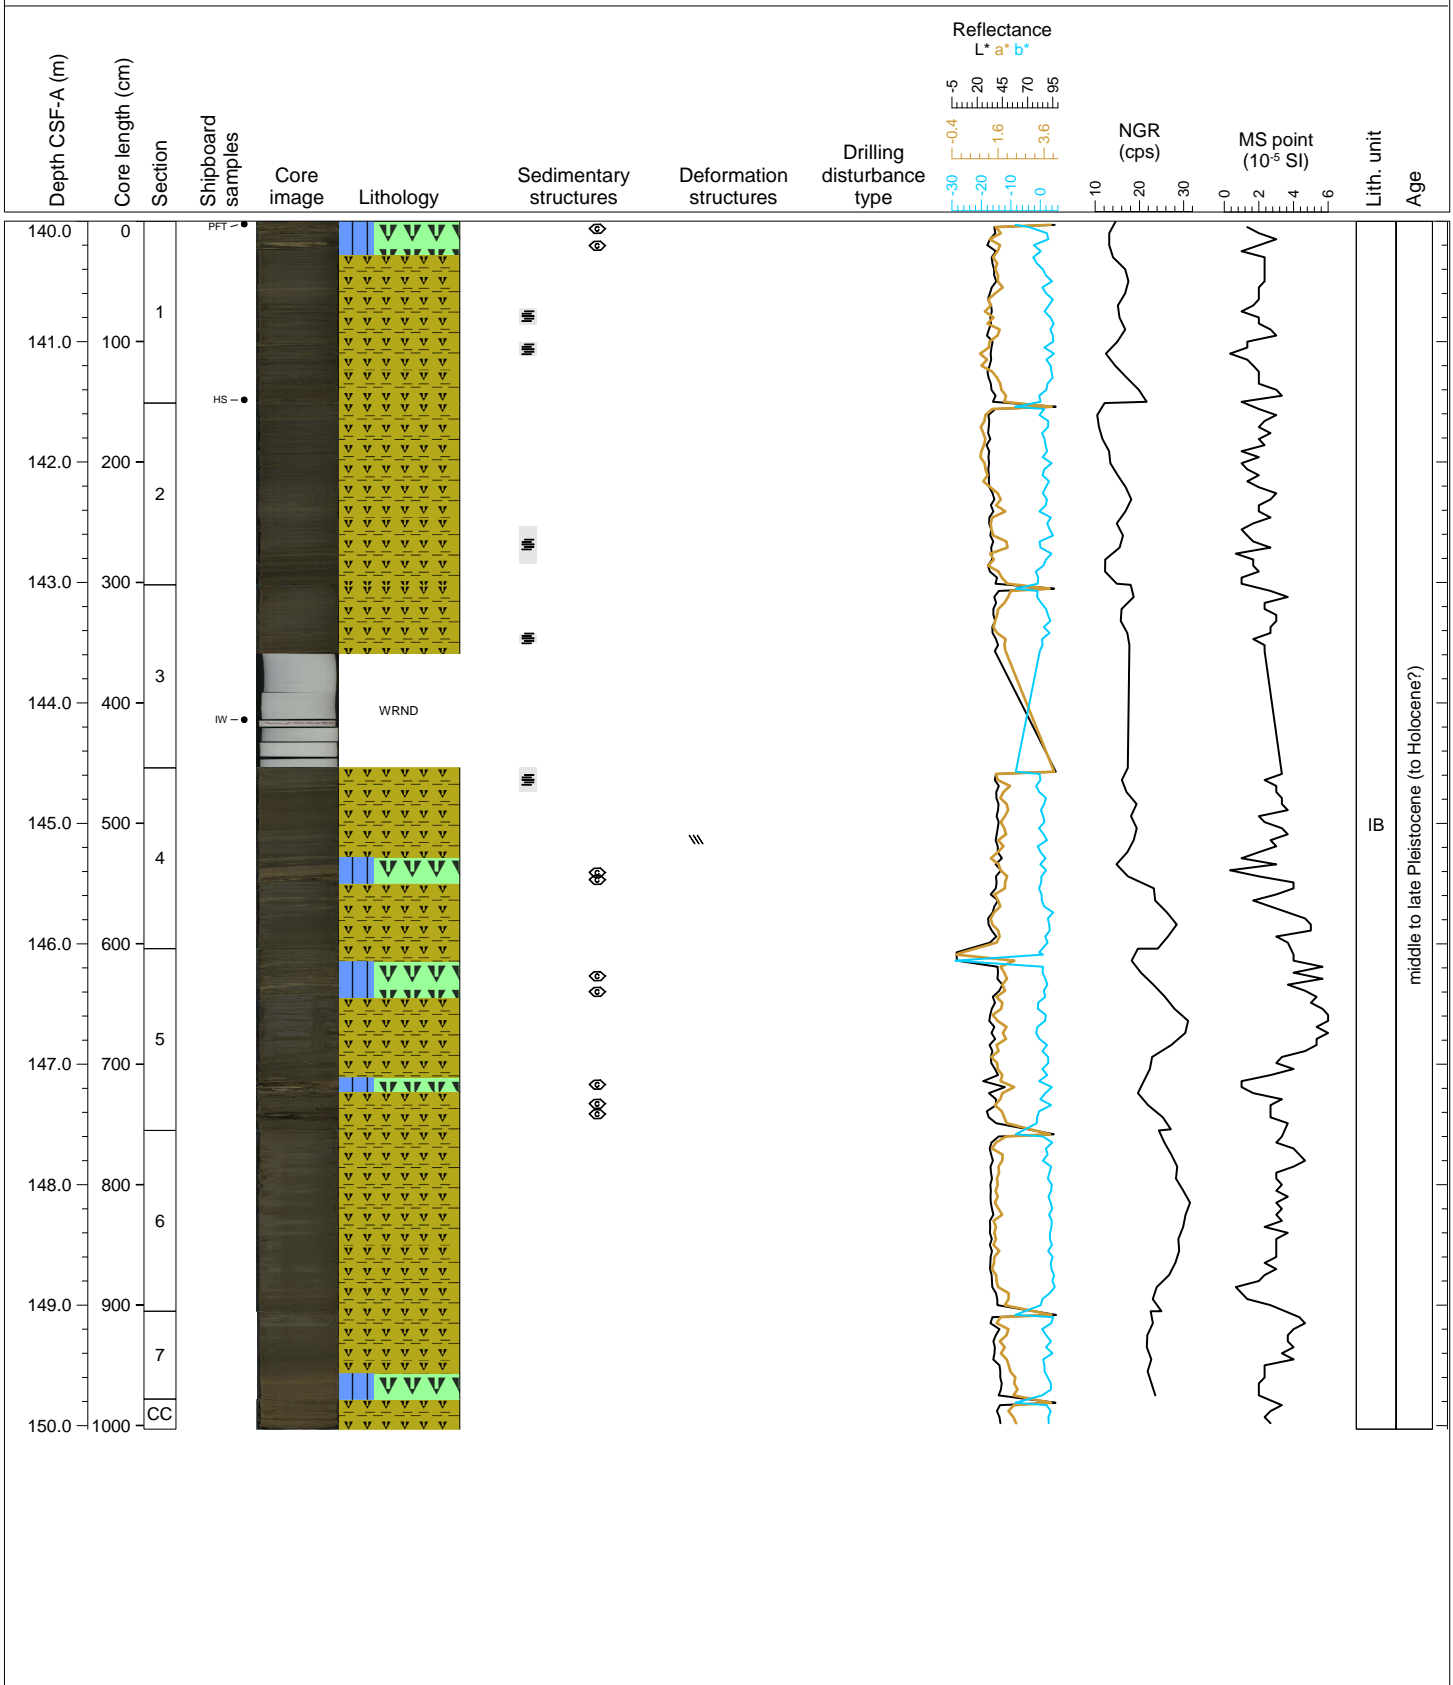 Depth CSF-A (m)
Core length (cm)
Section
Shipboard
samples
Core
image
Lithology
Sedimentary
structures
Deformation
structures
Drilling
disturbance
type
Reflectance
L* a* b*
-5 20 45 70 95
-0.4 1.6 3.6
-30 -20 -10 0
NGR
(cps)
10 20 30
MS point
(10-5 SI)
0 2 4 6
Lith. unit
Age
140.0 0
PFT
1
141.0 100
HS
142.0 200
2
143.0 300
3
144.0 400
WRND
IW
145.0 500
4
146.0 600
5
147.0 700
148.0 800
6
149.0 900
7
CC
150.0 1000
c
c
c
c
c
c
c
c
c
IB
middle to late Pleistocene (to Holocene?)